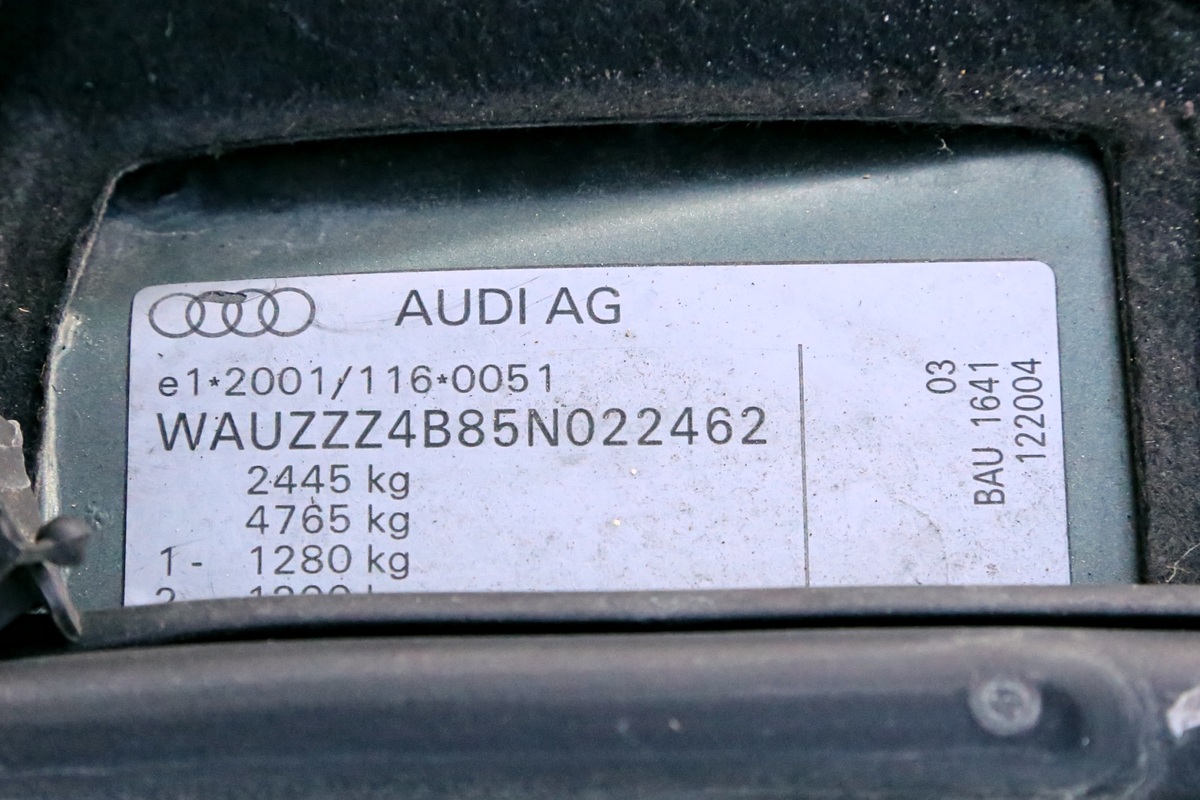 AUDI AG
e1*2001/116*0051
WAUZZZ4B85N022462
2445 kg
4765 kg
1 - 1280 kg
03
BAU 1641
122004